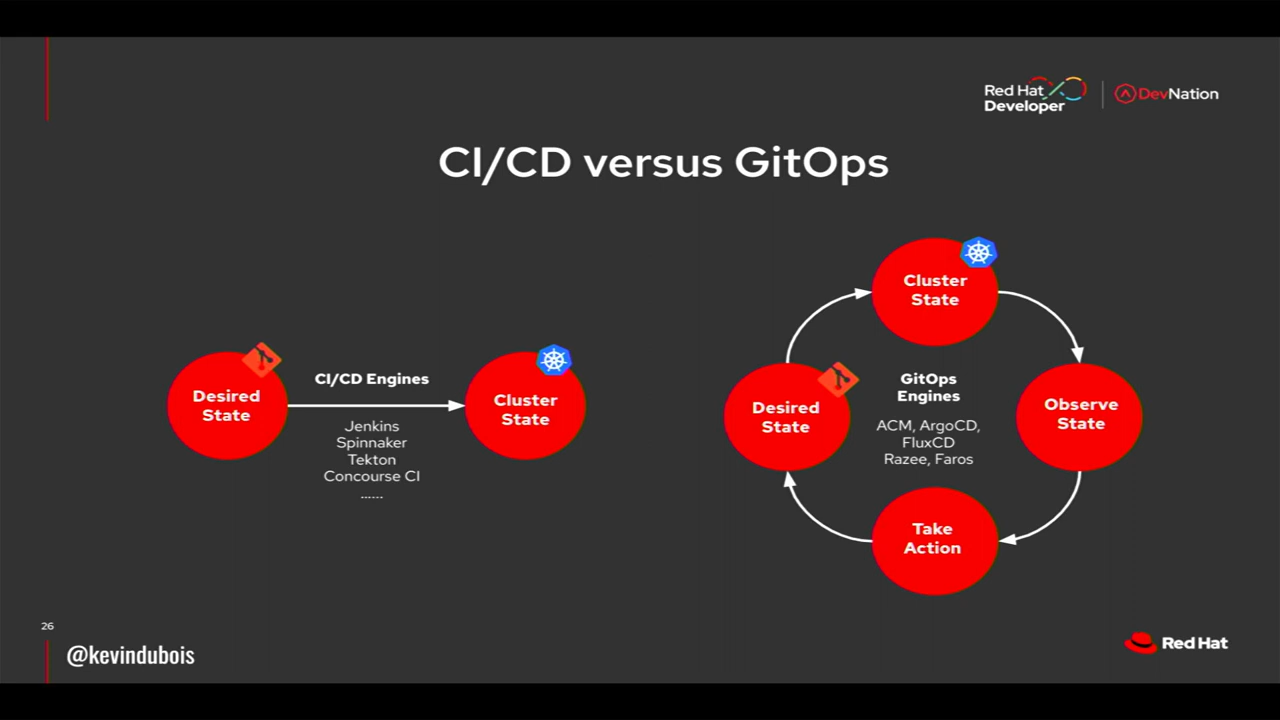 Red Hat
Developer
DevNation
CI/CD versus GitOps
Desired
State
CI/CD Engines
Jenkins
Spinnaker
Tekton
Concourse CI
......
Cluster
State
Cluster
State
Desired
State
GitOps
Engines
ACM, ArgoCD,
FluxCD
Razee, Faros
Observe
State
Take
Action
26
@kevindubois
Red Hat